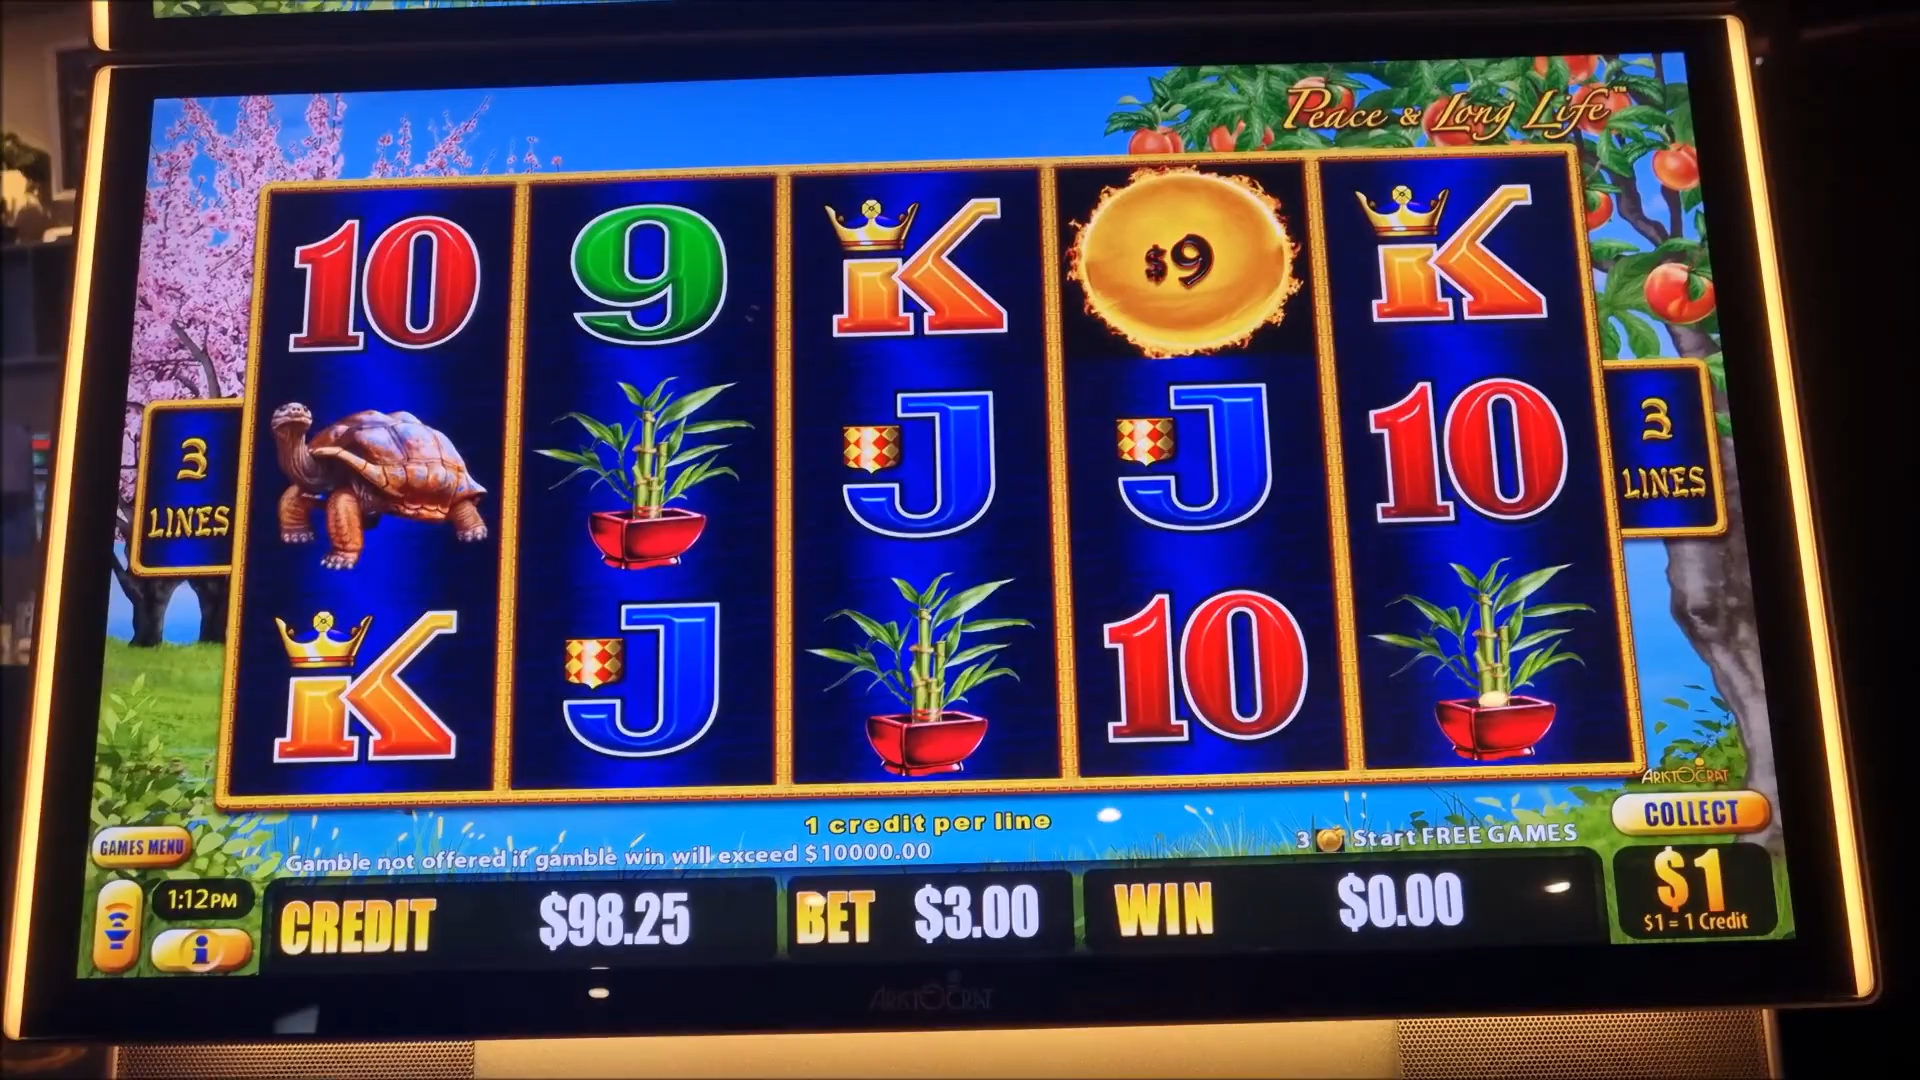 Peace & Long Life™
10 9 K $9 K
3 LINES
J J 10
3 LINES
K J 10
ARISTOCRAT
COLLECT
1 credit per line
3 Start FREE GAMES
GAMES MENU
Gamble not offered if gamble win will exceed $10000.00
1:12PM
i
CREDIT $98.25
BET $3.00
WIN $0.00
$1
$1 = 1 Credit
ARISTOCRAT